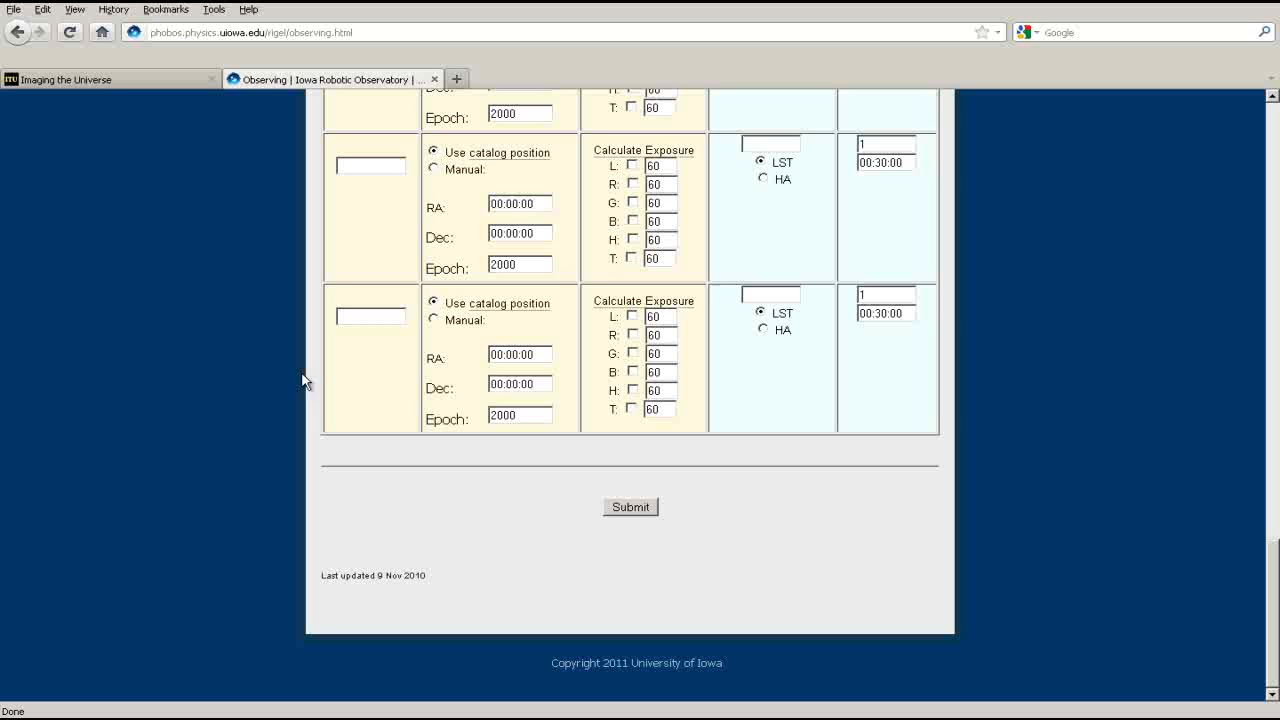 File Edit View History Bookmarks Tools Help
phobos.physics.uiowa.edu/rigel/observing.html
Google
ITU Imaging the Universe
Observing | Iowa Robotic Observatory | ...
Epoch: 2000
T: 60
Use catalog position
Manual:
RA: 00:00:00
Dec: 00:00:00
Epoch: 2000
Calculate Exposure
L: 60
R: 60
G: 60
B: 60
H: 60
T: 60
LST
HA
1
00:30:00
Use catalog position
Manual:
RA: 00:00:00
Dec: 00:00:00
Epoch: 2000
Calculate Exposure
L: 60
R: 60
G: 60
B: 60
H: 60
T: 60
LST
HA
1
00:30:00
Submit
Last updated 9 Nov 2010
Copyright 2011 University of Iowa
Done